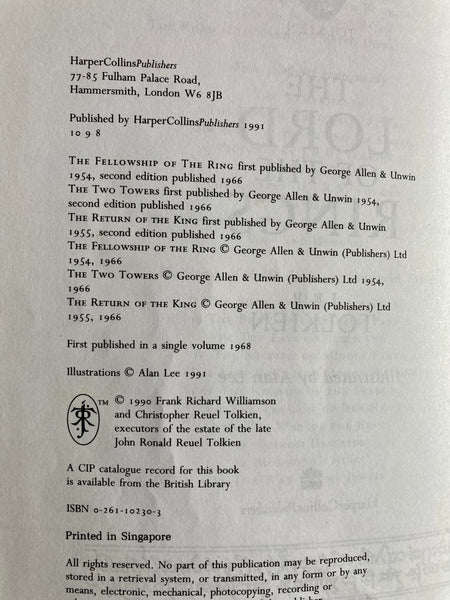 HarperCollinsPublishers
77-85 Fulham Palace Road,
Hammersmith, London W6 8JB
Published by HarperCollinsPublishers 1991
10 9 8
THE FELLOWSHIP OF THE RING first published by George Allen & Unwin
1954, second edition published 1966
THE TWO TOWERS first published by George Allen & Unwin 1954,
second edition published 1966
THE RETURN OF THE KING first published by George Allen & Unwin
1955, second edition published 1966
THE FELLOWSHIP OF THE RING © George Allen & Unwin (Publishers) Ltd
1954, 1966
THE TWO TOWERS © George Allen & Unwin (Publishers) Ltd 1954,
1966
THE RETURN OF THE KING © George Allen & Unwin (Publishers) Ltd
1955, 1966
First published in a single volume 1968
Illustrations © Alan Lee 1991
TM © 1990 Frank Richard Williamson
and Christopher Reuel Tolkien,
executors of the estate of the late
John Ronald Reuel Tolkien
A CIP catalogue record for this book
is available from the British Library
ISBN 0-261-10230-3
Printed in Singapore
All rights reserved. No part of this publication may be reproduced,
stored in a retrieval system, or transmitted, in any form or by any
means, electronic, mechanical, photocopying, recording or